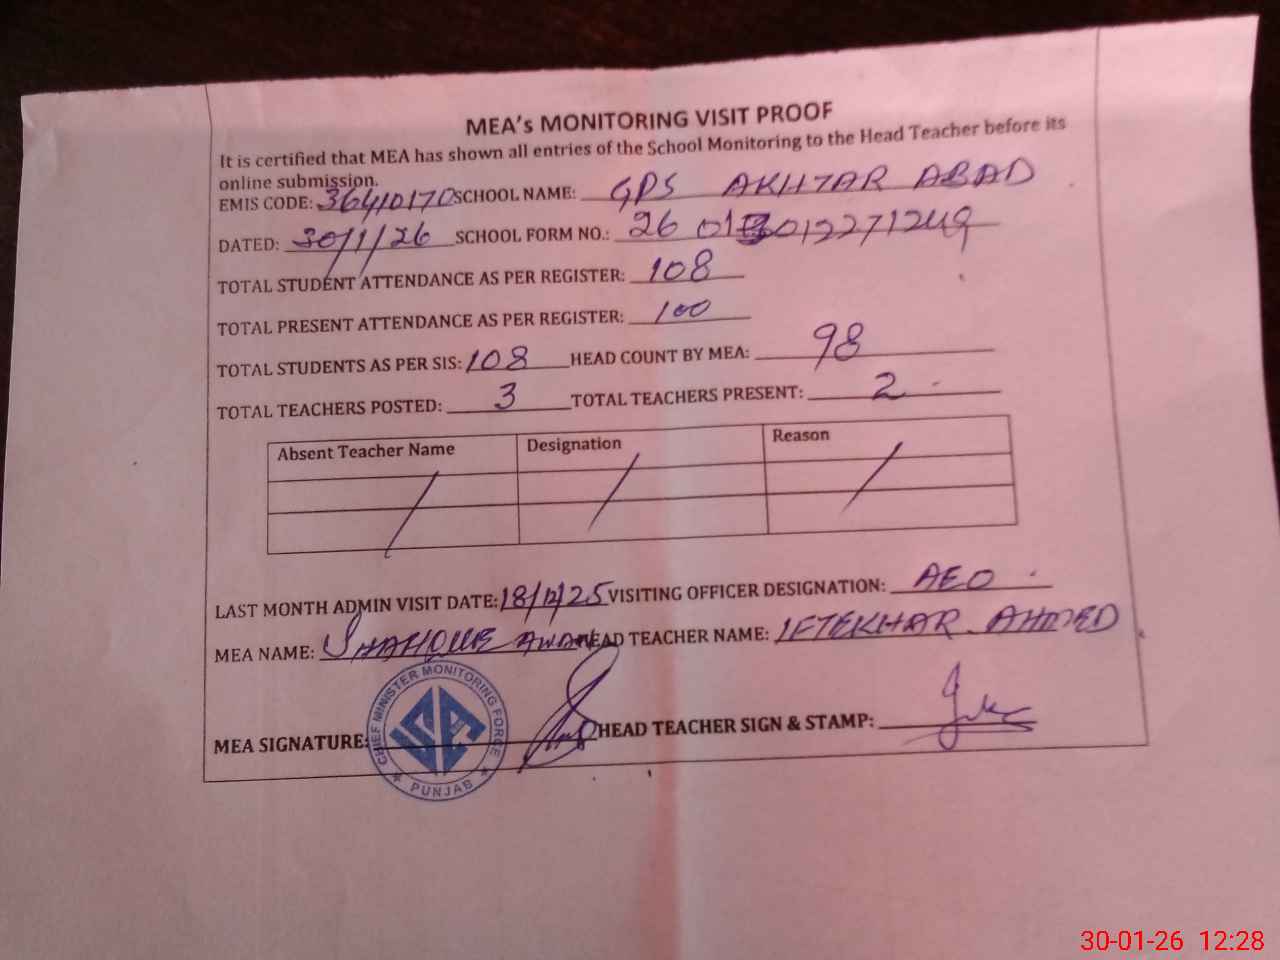 MEA's MONITORING VISIT PROOF
It is certified that MEA has shown all entries of the School Monitoring to the Head Teacher before its
online submission.
EMIS CODE: 36410170 SCHOOL NAME: GPS AKHTAR ABAD
DATED: 30/1/26 SCHOOL FORM NO.: 26
TOTAL STUDENT ATTENDANCE AS PER REGISTER: 108
TOTAL PRESENT ATTENDANCE AS PER REGISTER: 100
TOTAL STUDENTS AS PER SIS: 108 HEAD COUNT BY MEA: 98
TOTAL TEACHERS POSTED: 3 TOTAL TEACHERS PRESENT: 2
Absent Teacher Name Designation Reason
LAST MONTH ADMIN VISIT DATE: 18/12/25 VISITING OFFICER DESIGNATION: AEO
MEA NAME: AWAN HEAD TEACHER NAME: IFTEKHAR AHMED
MEA SIGNATURE: HEAD TEACHER SIGN & STAMP:
CHIEF MINISTER MONITORING FORCE
PUNJAB
30-01-26 12:28